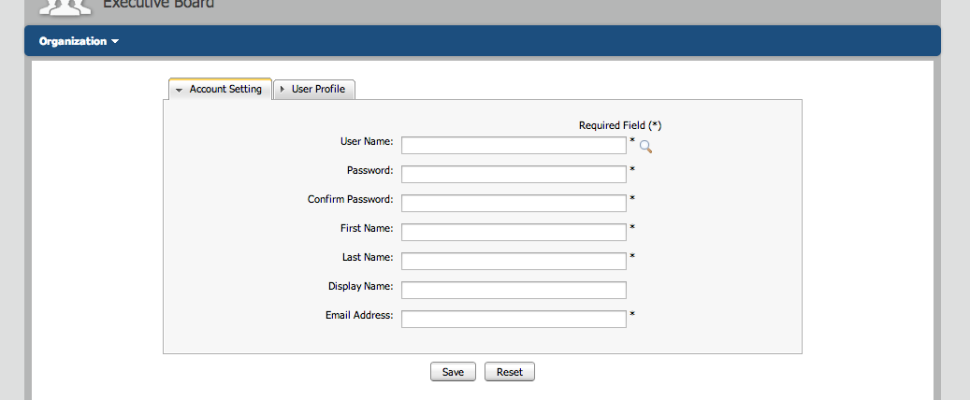 Executive Board
Organization
Account Setting
User Profile
Required Field (*)
User Name: *
Password: *
Confirm Password: *
First Name: *
Last Name: *
Display Name:
Email Address: *
Save
Reset